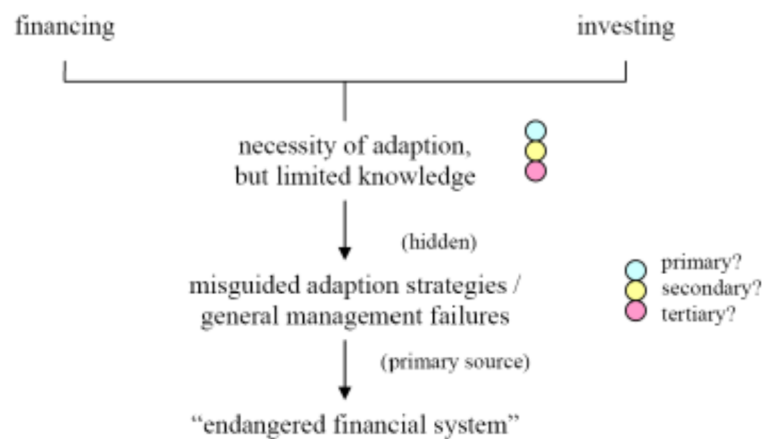 financing
investing
necessity of adaption,
but limited knowledge
(hidden)
misguided adaption strategies /
general management failures
primary?
secondary?
tertiary?
(primary source)
“endangered financial system”